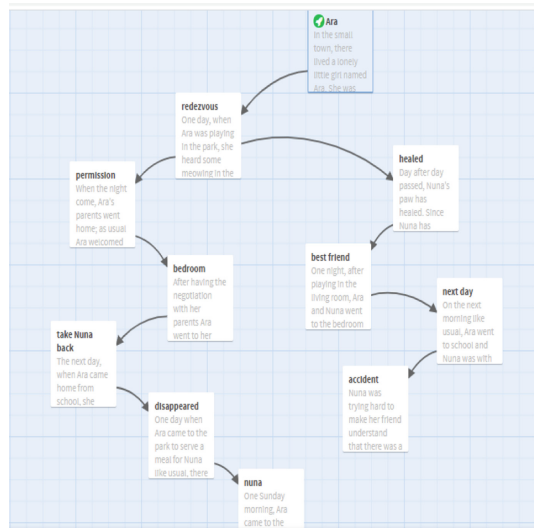 Ara
In the small
town, there
lived a lonely
little girl named
Ara. She was
redezvous
One day, when
Ara was playing
in the park, she
heard some
meowing in the
permission
When the night
come, Ara's
parents went
home; as usual
Ara welcomed
bedroom
After having the
negotiation
with her
parents Ara
went to her
take Nuna
back
The next day,
when Ara came
home from
school, she
disappeared
One day when
Ara came to the
park to serve a
meal for Nuna
like usual, there
nuna
One Sunday
morning, Ara
came to the
healed
Day after day
passed, Nuna's
paw has
healed. Since
Nuna has
best friend
One night, after
playing in the
living room, Ara
and Nuna went
to the bedroom
next day
On the next
morning like
usual, Ara went
to school and
Nuna was with
accident
Nuna was
trying hard to
make her friend
understand
that there was a